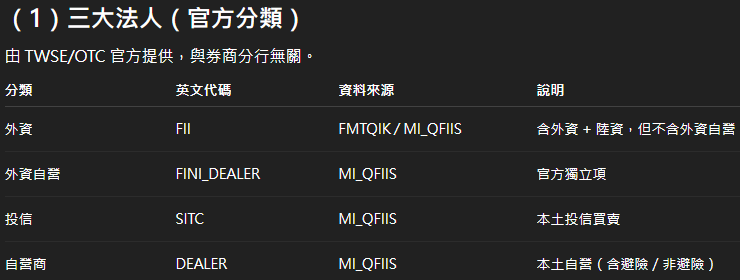 （1）三大法人（官方分類）
由 TWSE/OTC 官方提供，與券商分行無關。
分類 英文代碼 資料來源 說明
外資 FII FMTQIK / MI_QFIIS 含外資 + 陸資，但不含外資自營
外資自營 FINI_DEALER MI_QFIIS 官方獨立項
投信 SITC MI_QFIIS 本土投信買賣
自營商 DEALER MI_QFIIS 本土自營（含避險 / 非避險）